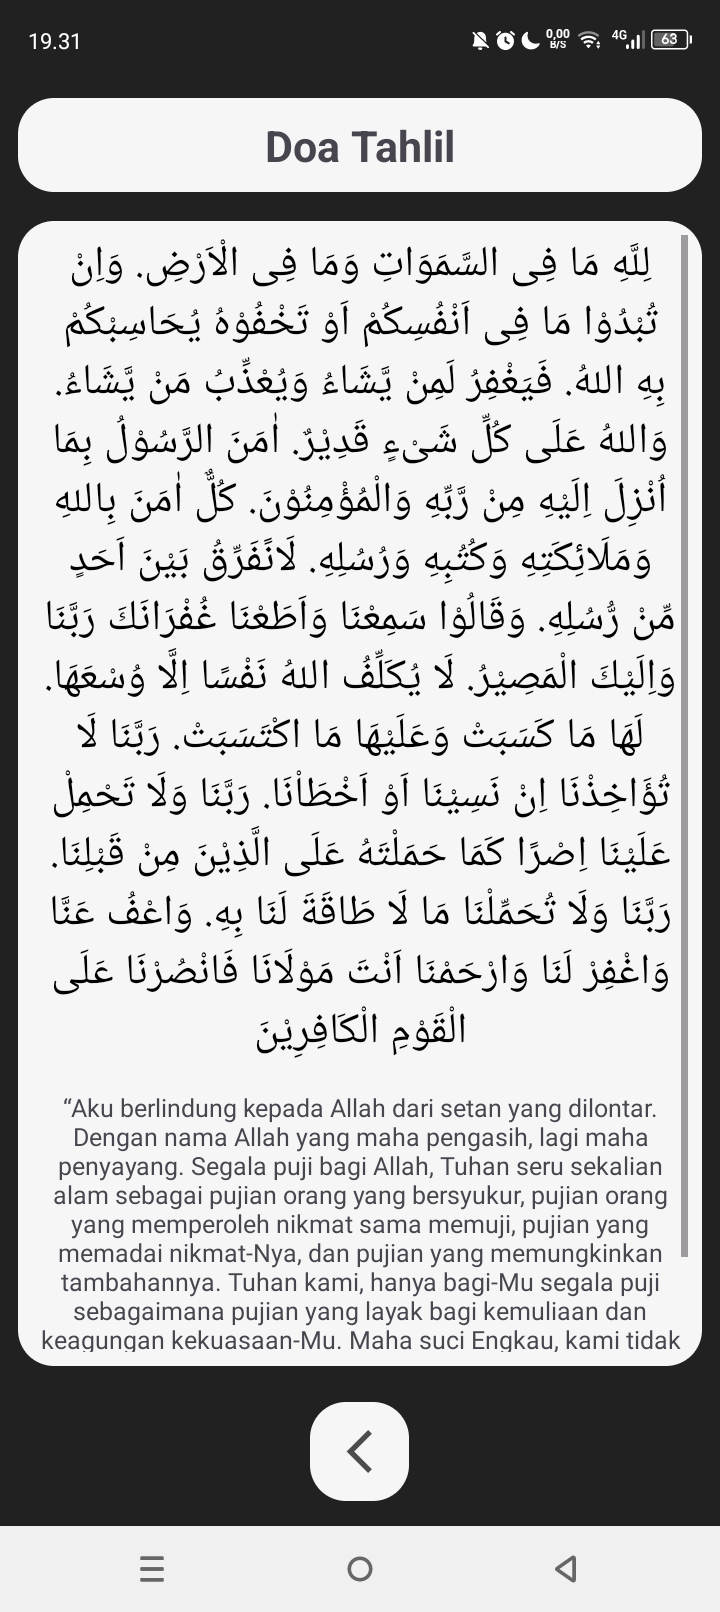 19.31
0,00
B/S
4G
63
Doa Tahlil
لِلَّهِ مَا فِى السَّمَوَاتِ وَمَا فِى الْاَرْضِ. وَاِنْ
تُبْدُوْا مَا فِى اَنْفُسِكُمْ اَوْ تَخْفُوْهُ يُحَاسِبْكُمْ
بِهِ اللهُ. فَيَغْفِرُ لَمِنْ يَّشَاءُ وَيُعْذِّبُ مَنْ يَّشَاءُ.
وَاللهُ عَلَى كُلِّ شَىْءٍ قَدِيْرٌ. اٰمَنَ الرَّسُوْلُ بِمَا
اُنْزِلَ اِلَيْهِ مِنْ رَّبِّهِ وَالْمُؤْمِنُوْنَ. كُلٌّ اٰمَنَ بِاللهِ
وَمَلَائِكَتِهِ وَكُتُبِهِ وَرُسُلِهِ. لَانُفَرِّقُ بَيْنَ اَحَدٍ
مِّنْ رُّسُلِهِ. وَقَالُوْا سَمِعْنَا وَاَطَعْنَا غُفْرَانَكَ رَبَّنَا
وَاِلَيْكَ الْمَصِيْرُ. لَا يُكَلِّفُ اللهُ نَفْسًا اِلَّا وُسْعَهَا.
لَهَا مَا كَسَبَتْ وَعَلَيْهَا مَا اكْتَسَبَتْ. رَبَّنَا لَا
تُؤَاخِذْنَا اِنْ نَسِيْنَا اَوْ اَخْطَاْنَا. رَبَّنَا وَلَا تَحْمِلْ
عَلَيْنَا اِصْرًا كَمَا حَمَلْتَهُ عَلَى الَّذِيْنَ مِنْ قَبْلِنَا.
رَبَّنَا وَلَا تُحَمِّلْنَا مَا لَا طَاقَةَ لَنَا بِهِ. وَاعْفُ عَنَّا
وَاغْفِرْ لَنَا وَارْحَمْنَا اَنْتَ مَوْلَانَا فَانْصُرْنَا عَلَى
الْقَوْمِ الْكَافِرِيْنَ
“Aku berlindung kepada Allah dari setan yang dilontar.
Dengan nama Allah yang maha pengasih, lagi maha
penyayang. Segala puji bagi Allah, Tuhan seru sekalian
alam sebagai pujian orang yang bersyukur, pujian orang
yang memperoleh nikmat sama memuji, pujian yang
memadai nikmat-Nya, dan pujian yang memungkinkan
tambahannya. Tuhan kami, hanya bagi-Mu segala puji
sebagaimana pujian yang layak bagi kemuliaan dan
keagungan kekuasaan-Mu. Maha suci Engkau, kami tidak